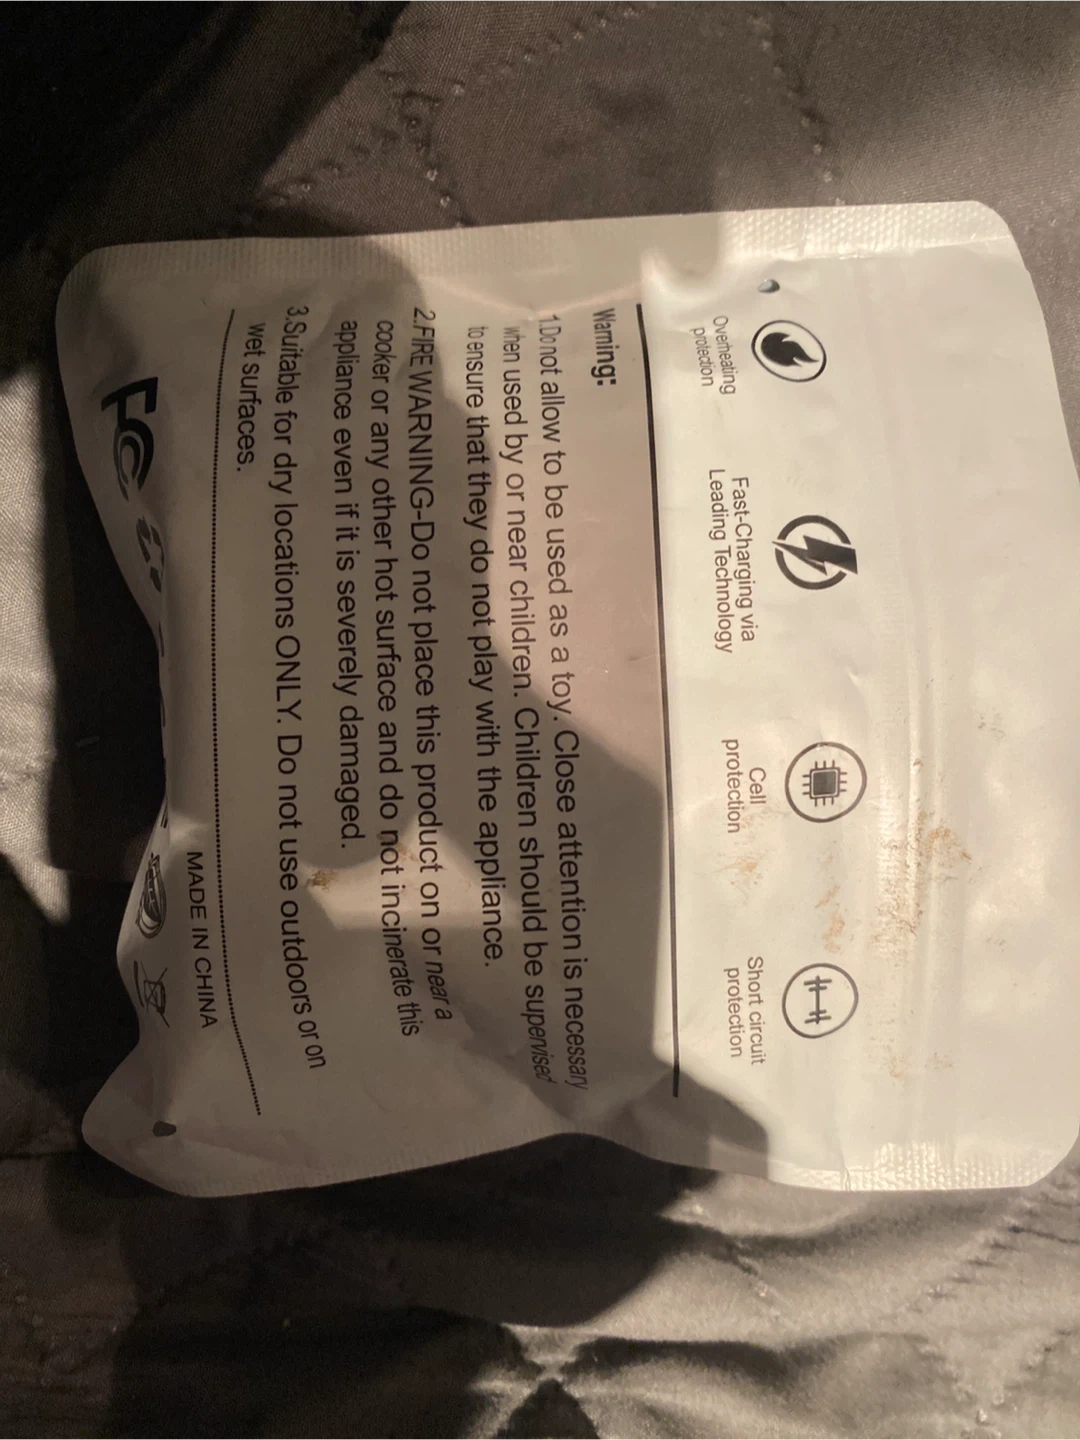 Overheating
protection
Fast-Charging via
Leading Technology
Cell
protection
Short circuit
protection
Warning:
1.Do not allow to be used as a toy. Close attention is necessary
when used by or near children. Children should be supervised
to ensure that they do not play with the appliance.
2.FIRE WARNING-Do not place this product on or near a
cooker or any other hot surface and do not incinerate this
appliance even if it is severely damaged.
3.Suitable for dry locations ONLY. Do not use outdoors or on
wet surfaces.
MADE IN CHINA
FC